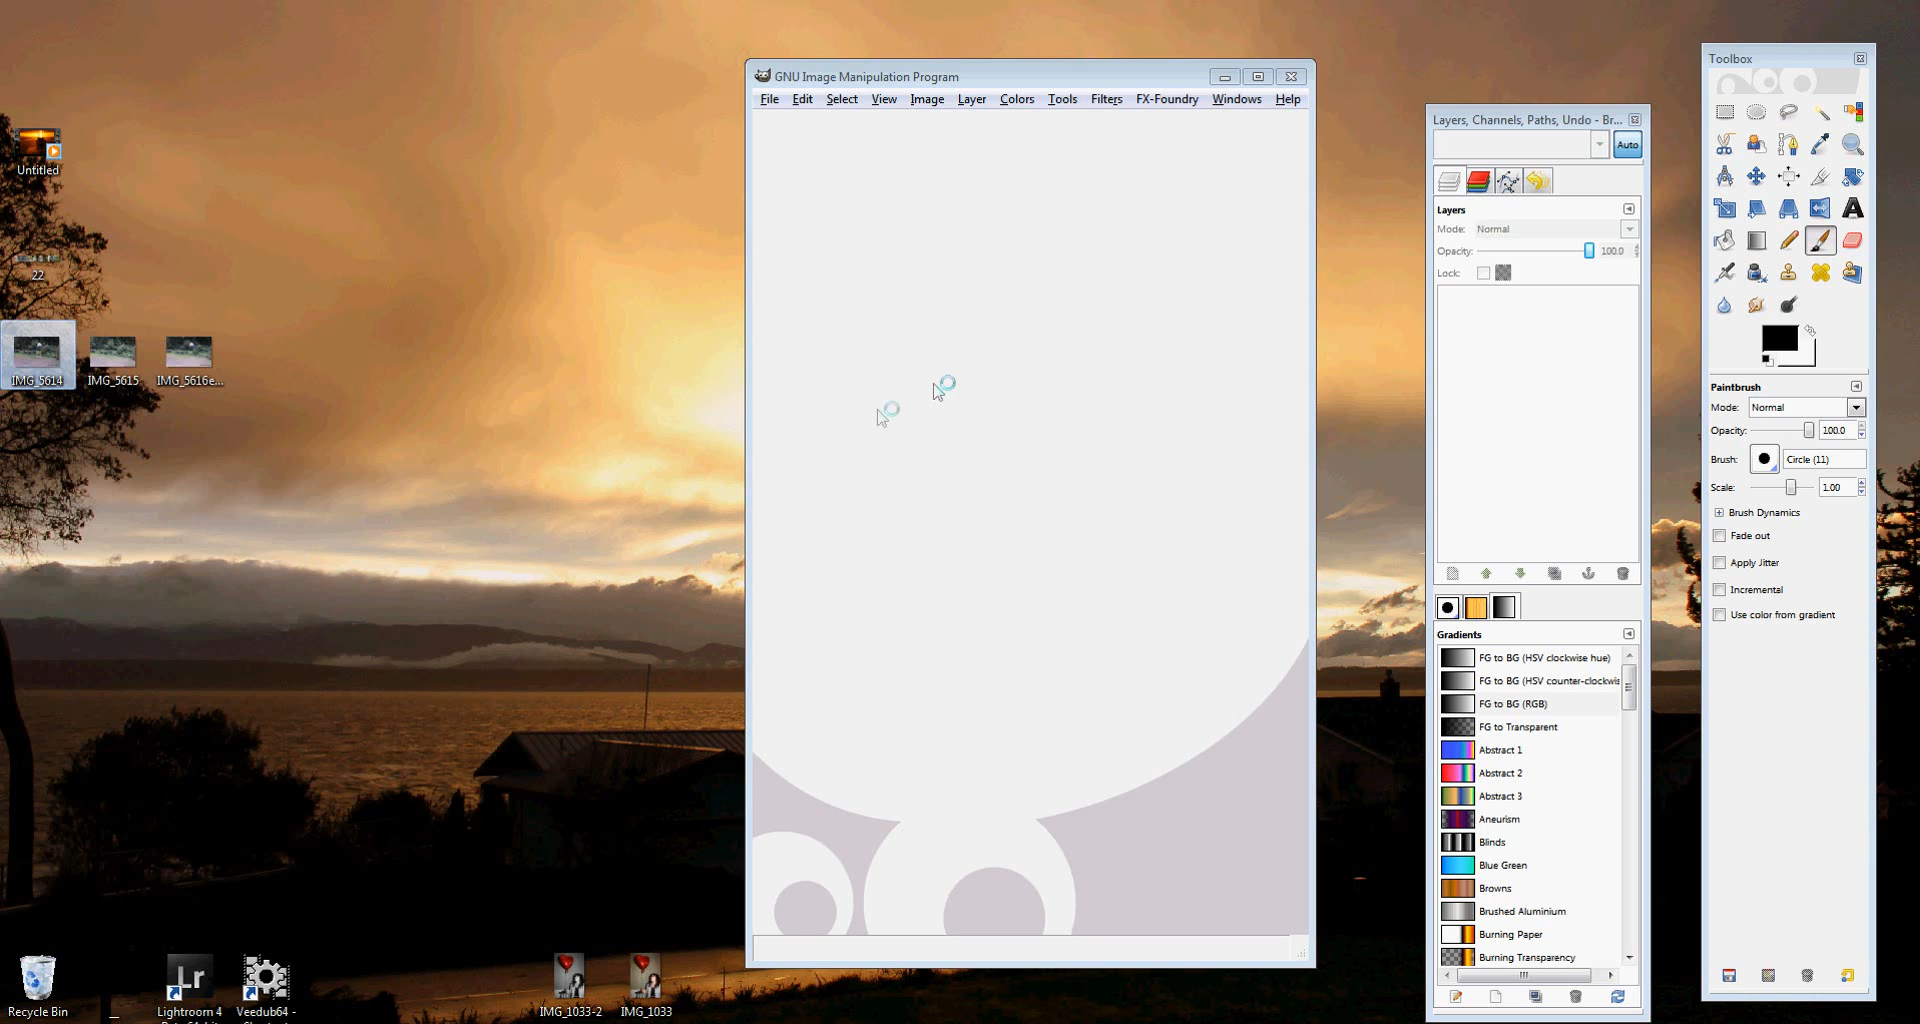 Untitled
22
IMG_5614
IMG_5615
IMG_5616e...
Recycle Bin
Lightroom 4
Lr
Veedub64 -
IMG_1033-2
IMG_1033
GNU Image Manipulation Program
File Edit Select View Image Layer Colors Tools Filters FX-Foundry Windows Help
Layers, Channels, Paths, Undo - Br...
Auto
Layers
Mode: Normal
Opacity: 100.0
Lock:
Gradients
FG to BG (HSV clockwise hue)
FG to BG (HSV counter-clockwis
FG to BG (RGB)
FG to Transparent
Abstract 1
Abstract 2
Abstract 3
Aneurism
Blinds
Blue Green
Browns
Brushed Aluminium
Burning Paper
Burning Transparency
Toolbox
Paintbrush
Mode: Normal
Opacity: 100.0
Brush: Circle (11)
Scale: 1.00
Brush Dynamics
Fade out
Apply Jitter
Incremental
Use color from gradient